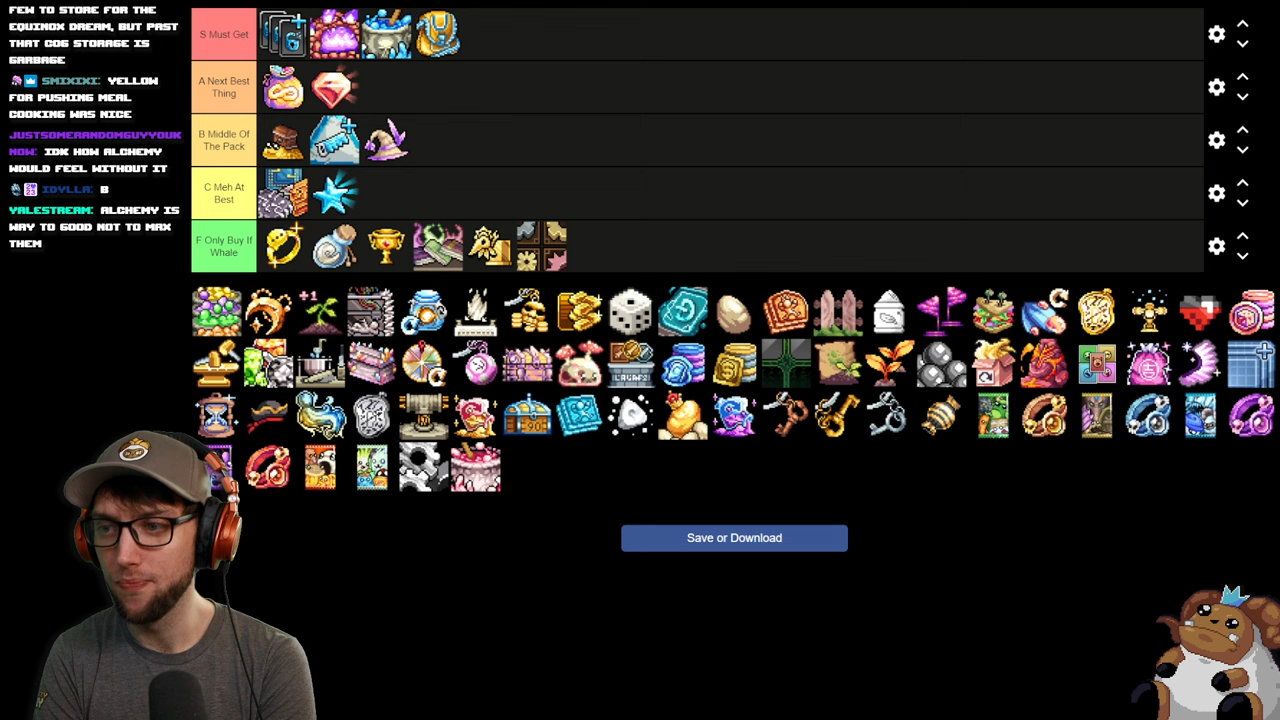 FEW TO STORE FOR THE
EQUINOX DREAM, BUT PAST
THAT COG STORAGE IS
GARBAGE
SMIXIXI: YELLOW
FOR PUSHING MEAL
COOKING WAS NICE
JUSTSOMERANDOMGUYYOUK
NOW: IDK HOW ALCHEMY
WOULD FEEL WITHOUT IT
IDYLLA: B
YALESTREAM: ALCHEMY IS
WAY TO GOOD NOT TO MAX
THEM
S Must Get
A Next Best
Thing
B Middle Of
The Pack
C Meh At
Best
F Only Buy If
Whale
+1
Save or Download